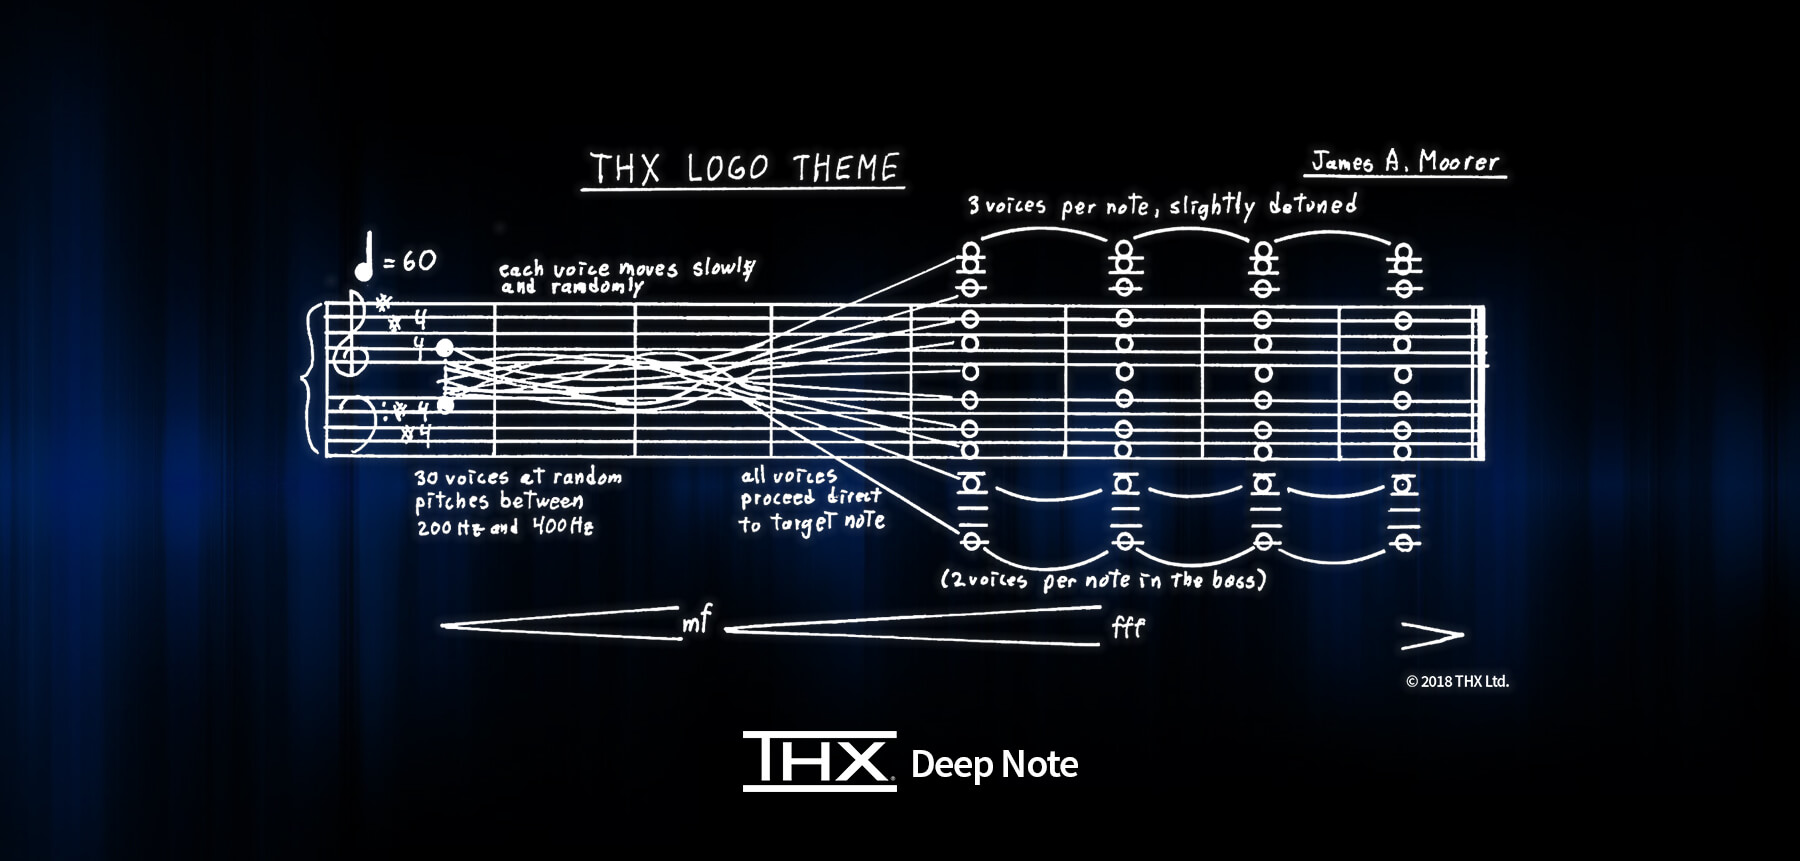 THX LOGO THEME
James A. Moorer
3 voices per note, slightly detuned
= 60
each voice moves slowly
and randomly
4
4
4
4
30 voices at random
pitches between
200 Hz and 400 Hz
all voices
proceed direct
to target note
(2 voices per note in the bass)
mf
fff
© 2018 THX Ltd.
THX Deep Note